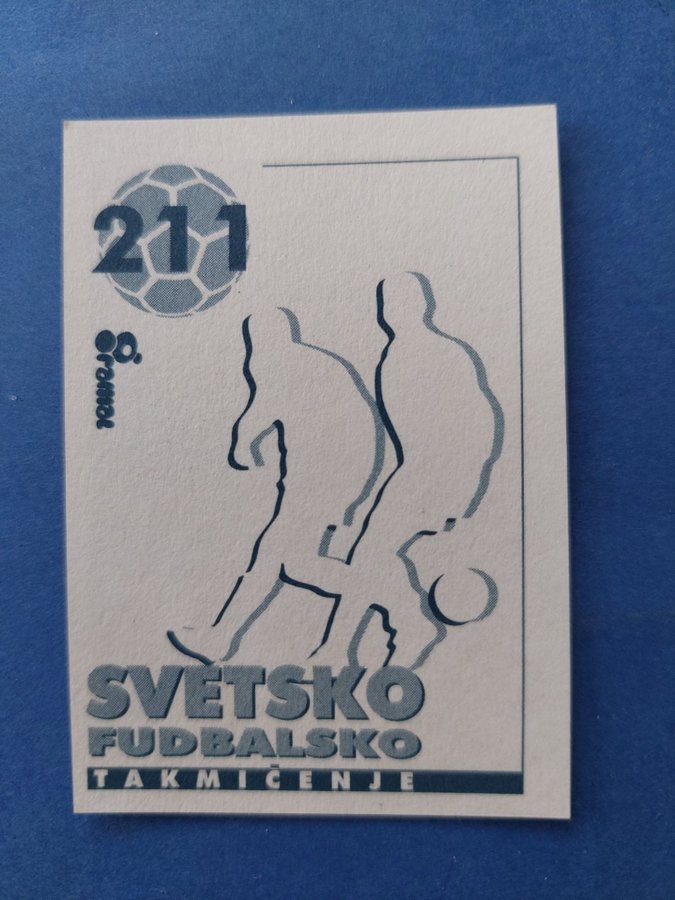 211
SVETSKO
FUDBALSKO
TAKMIČENJE